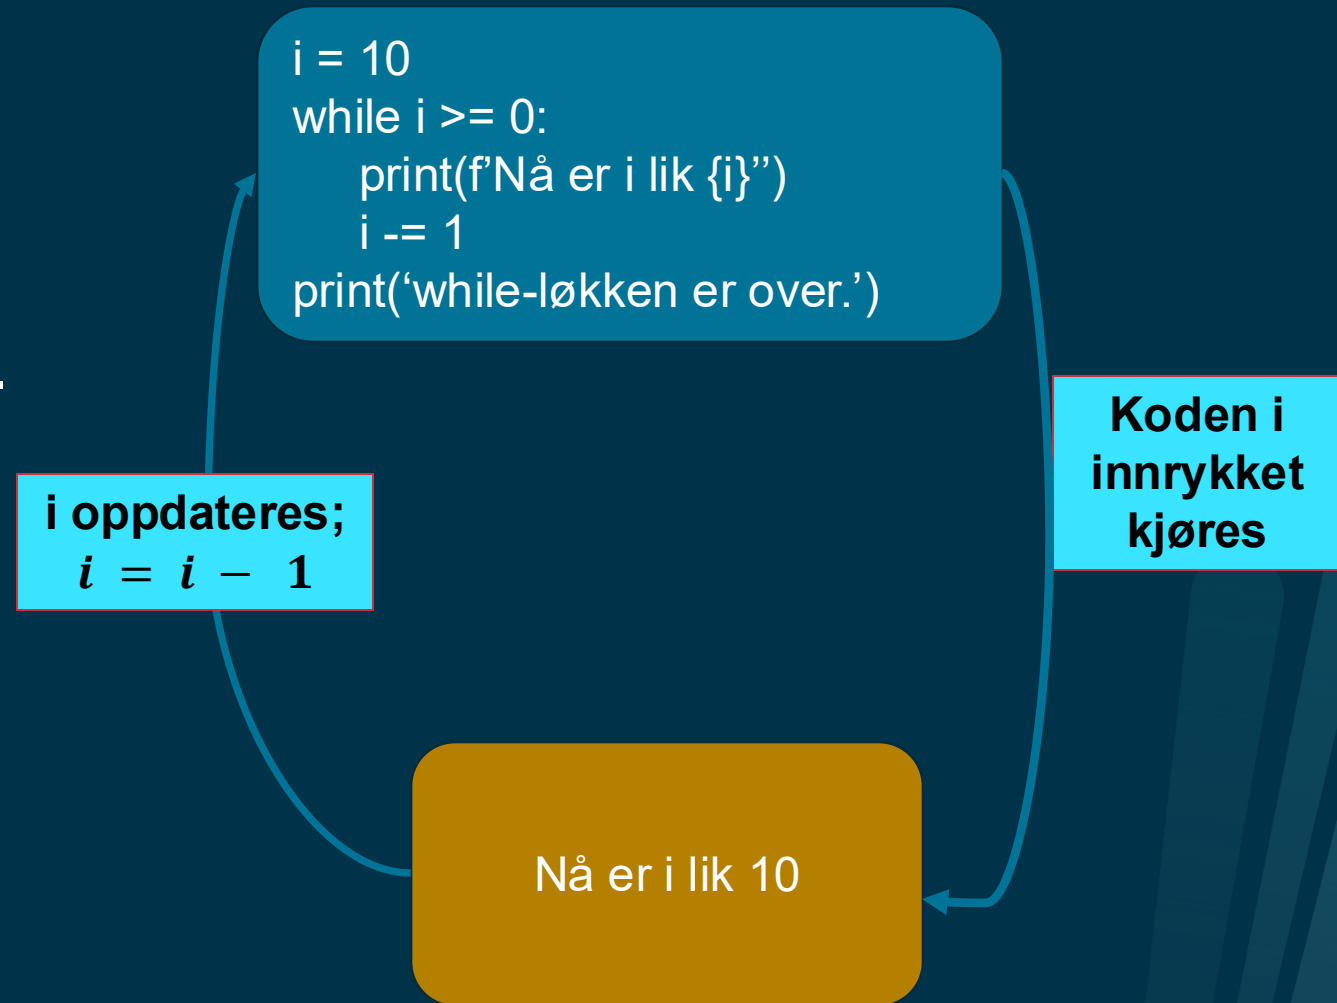 i = 10
while i >= 0:
print(f’Nå er i lik {i}’’)
i -= 1
print(‘while-løkken er over.’)
Koden i
innrykket
kjøres
i oppdateres;
i = i − 1
Nå er i lik 10